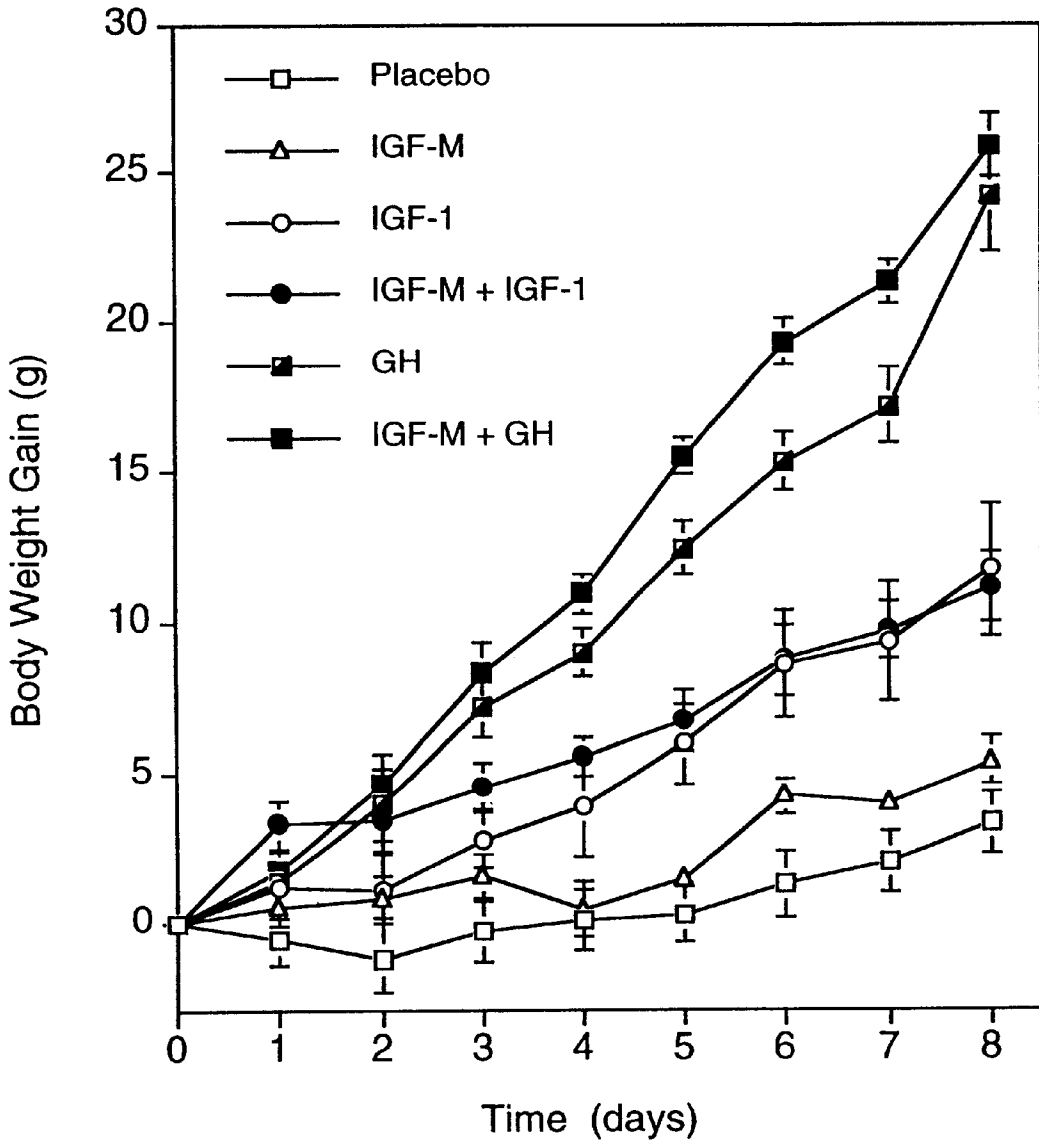 Body Weight Gain (g)
30
25
20
15
10
5
0
Placebo
IGF-M
IGF-1
IGF-M + IGF-1
GH
IGF-M + GH
0 1 2 3 4 5 6 7 8
Time (days)